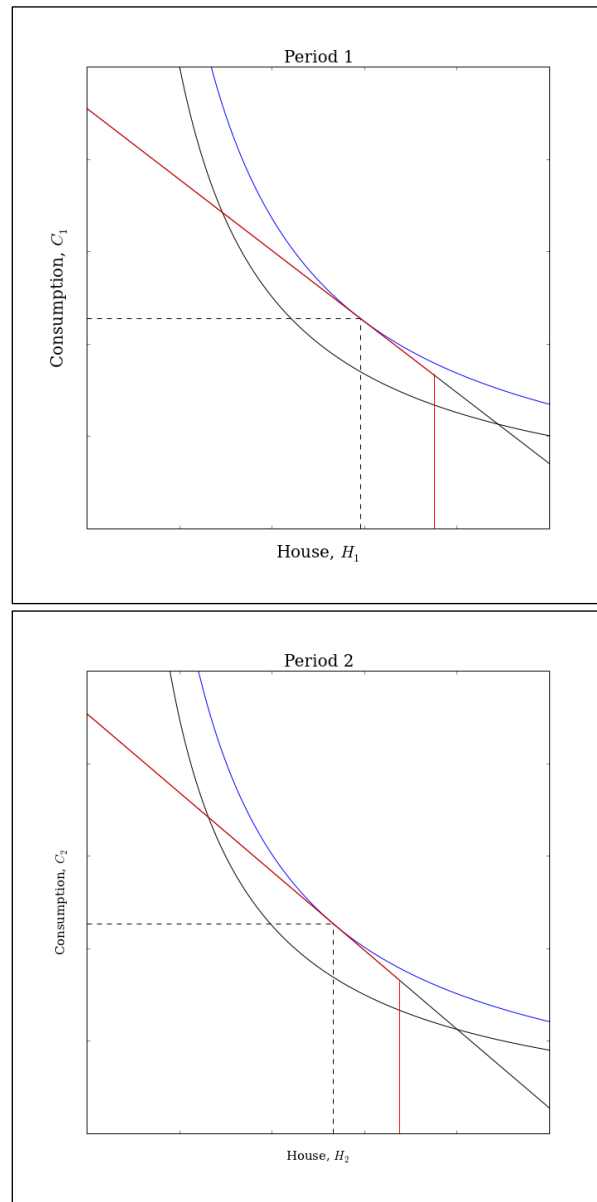 Period 1
Consumption, C₁
House, H₁
Period 2
Consumption, C₂
House, H₂